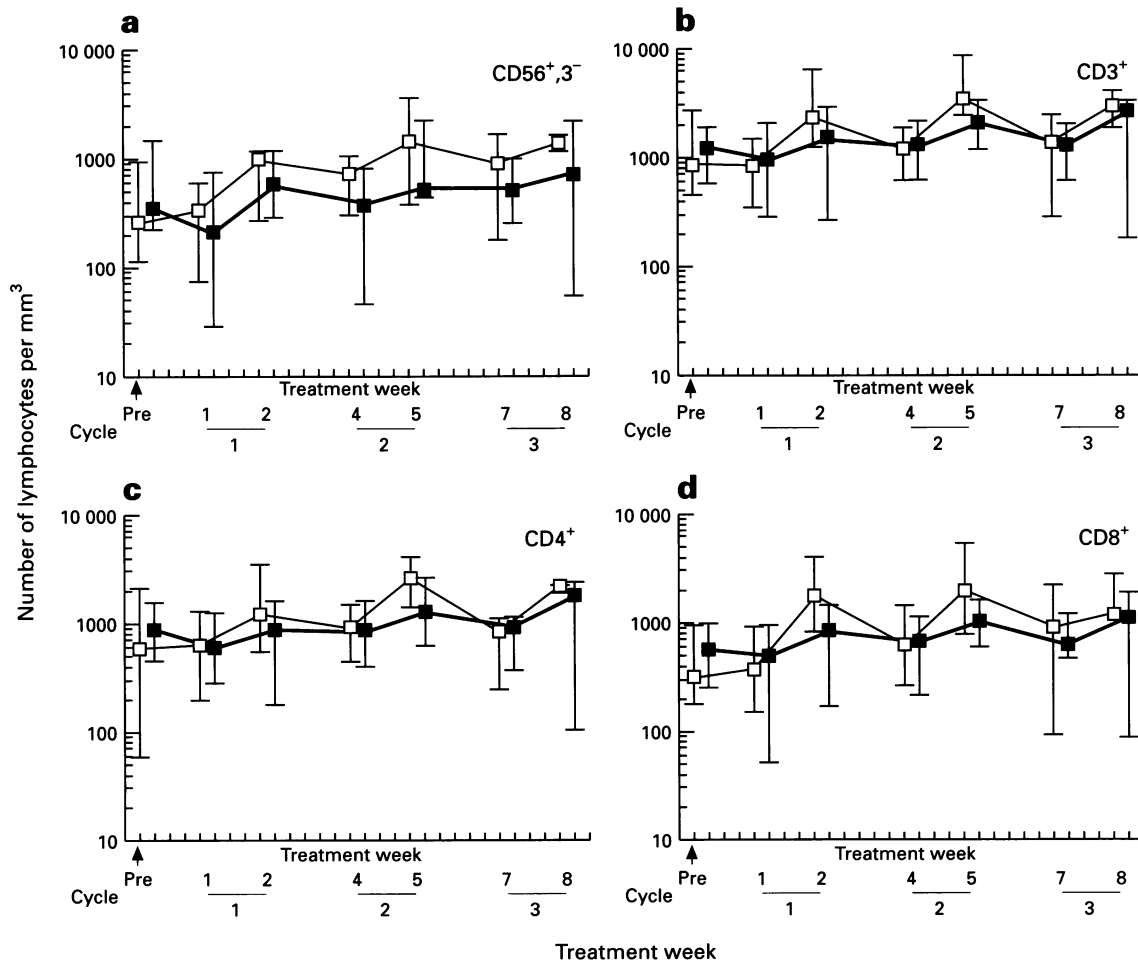 a
CD56⁺,3⁻
10 000
1000
100
10
Treatment week
Pre 1 2 4 5 7 8
Cycle 1 2 3
b
CD3⁺
10 000
1000
100
10
Treatment week
Pre 1 2 4 5 7 8
Cycle 1 2 3
Number of lymphocytes per mm³
c
CD4⁺
10 000
1000
100
10
Treatment week
Pre 1 2 4 5 7 8
Cycle 1 2 3
d
CD8⁺
10 000
1000
100
10
Treatment week
Pre 1 2 4 5 7 8
Cycle 1 2 3
Treatment week